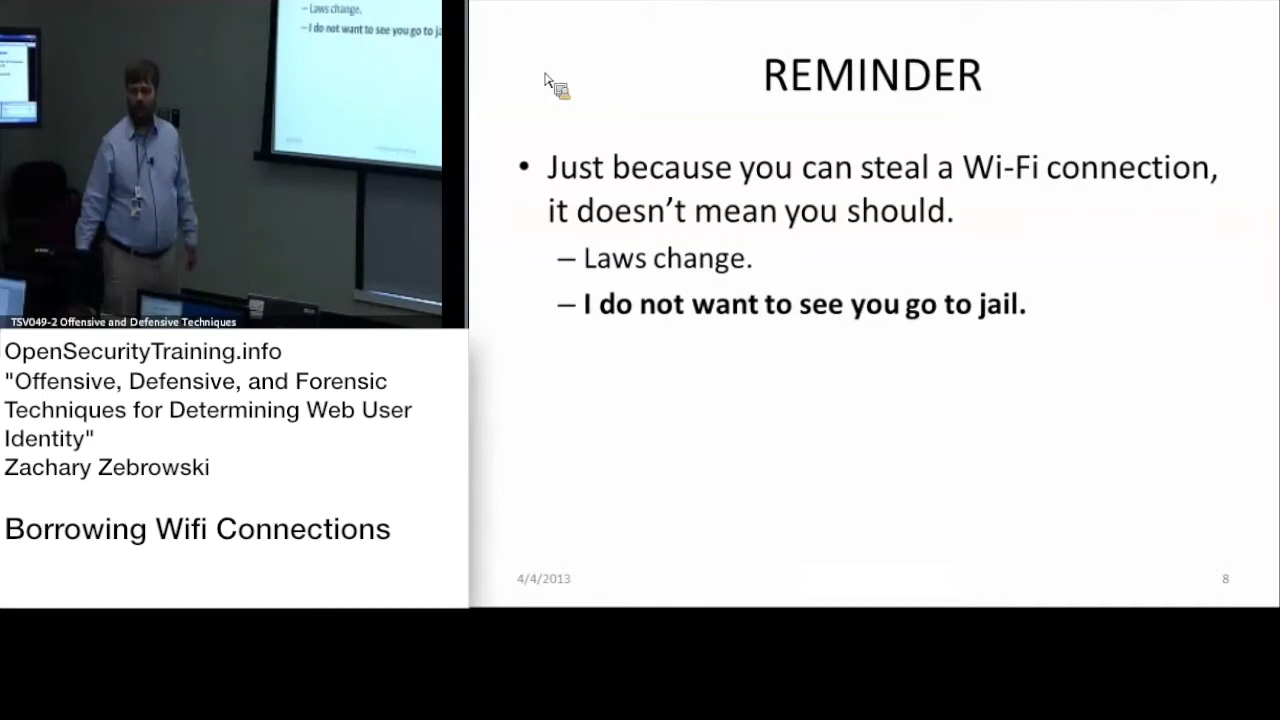 – Laws change.
– I do not want to see you go to ja
TSV049-2 Offensive and Defensive Techniques
OpenSecurityTraining.info
"Offensive, Defensive, and Forensic
Techniques for Determining Web User
Identity"
Zachary Zebrowski
Borrowing Wifi Connections
REMINDER
• Just because you can steal a Wi-Fi connection,
it doesn’t mean you should.
– Laws change.
– I do not want to see you go to jail.
4/4/2013
8